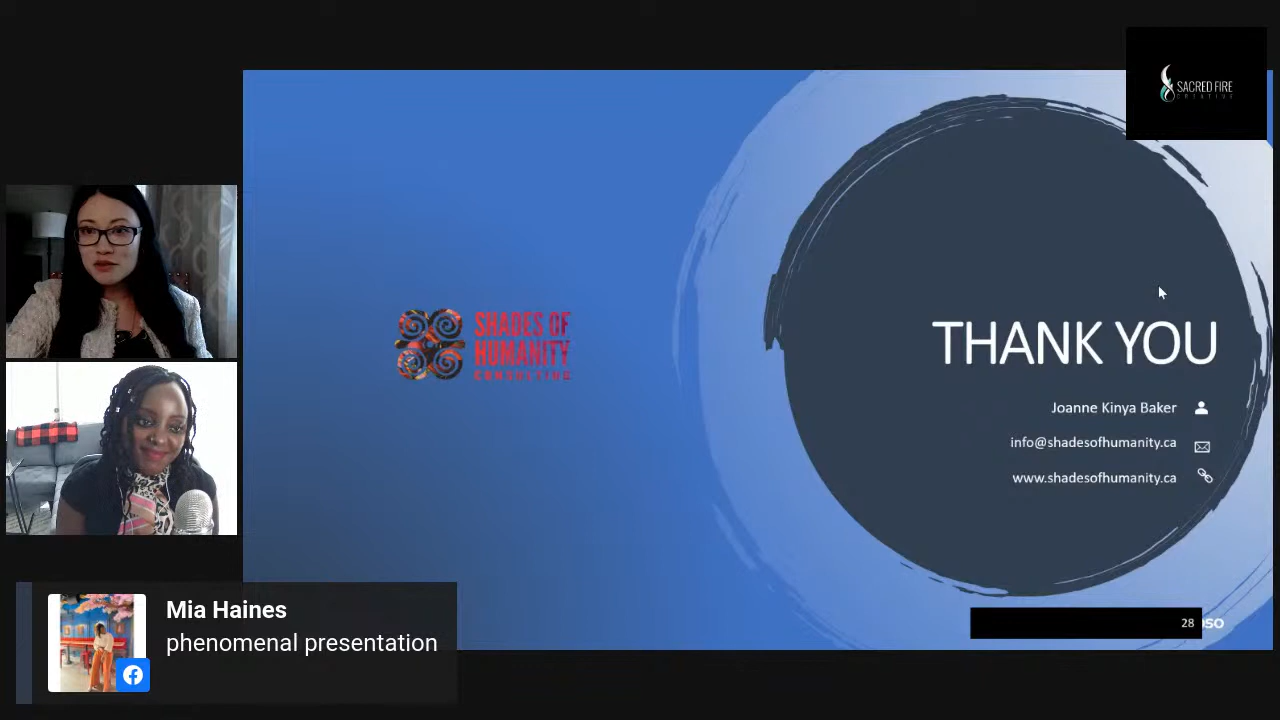 SACRED FIRE
CREATIVE
SHADES OF
HUMANITY
CONSULTING
THANK YOU
Joanne Kinya Baker
info@shadesofhumanity.ca
www.shadesofhumanity.ca
28
Mia Haines
phenomenal presentation